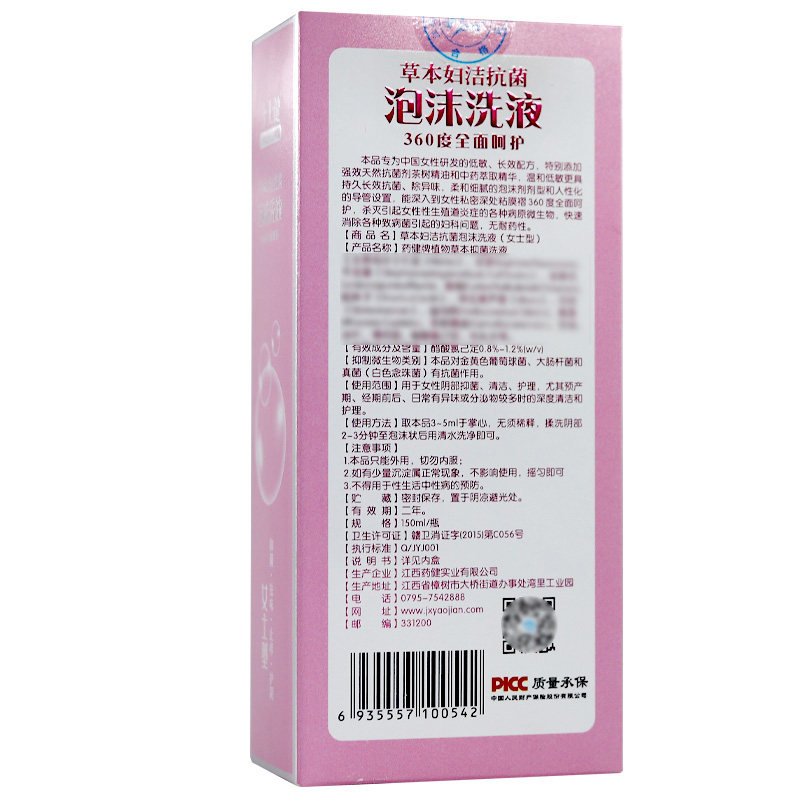 合格
草本妇洁抗菌
泡沫洗液
360度全面呵护
本品专为中国女性研发的低敏、长效配方，特别添加
强效天然抗菌剂茶树精油和中药萃取精华，温和低敏更具
持久长效抗菌、除异味，柔和细腻的泡沫剂剂型和人性化
的导管设置，能深入到女性私密深处粘膜褶360度全面呵
护，杀灭引起女性性生殖道炎症的各种病原微生物，快速
消除各种致病菌引起的妇科问题，无耐药性。
【商 品 名】草本妇洁抗菌泡沫洗液（女士型）
【产品名称】药健牌植物草本抑菌洗液
【有效成分及含量】醋酸氯己定0.8%-1.2%(w/v)
【抑制微生物类别】本品对金黄色葡萄球菌、大肠杆菌和
真菌（白色念珠菌）有抗菌作用。
【使用范围】用于女性阴部抑菌、清洁、护理，尤其预产
期、经期前后、日常有异味或分泌物较多时的深度清洁和
护理。
【使用方法】取本品3~5ml于掌心，无须稀释，揉洗阴部
2-3分钟至泡沫状后用清水洗净即可。
【注意事项】
1.本品只能外用，切勿内服；
2.如有少量沉淀属正常现象，不影响使用，摇匀即可
3.不得用于性生活中性病的预防。
【贮 藏】密封保存，置于阴凉避光处。
【有 效 期】二年。
【规 格】150ml/瓶
【卫生许可证】赣卫消证字(2015)第C056号
【执行标准】Q/JYJ001
【说 明 书】详见内盒
【生产企业】江西药健实业有限公司
【生产地址】江西省樟树市大桥街道办事处湾里工业园
【电 话】0795-7542888
【网 址】www.jxyaojian.com
【邮 编】331200
6 935557 100542
PICC 质量承保
中国人民财产保险股份有限公司
女士型